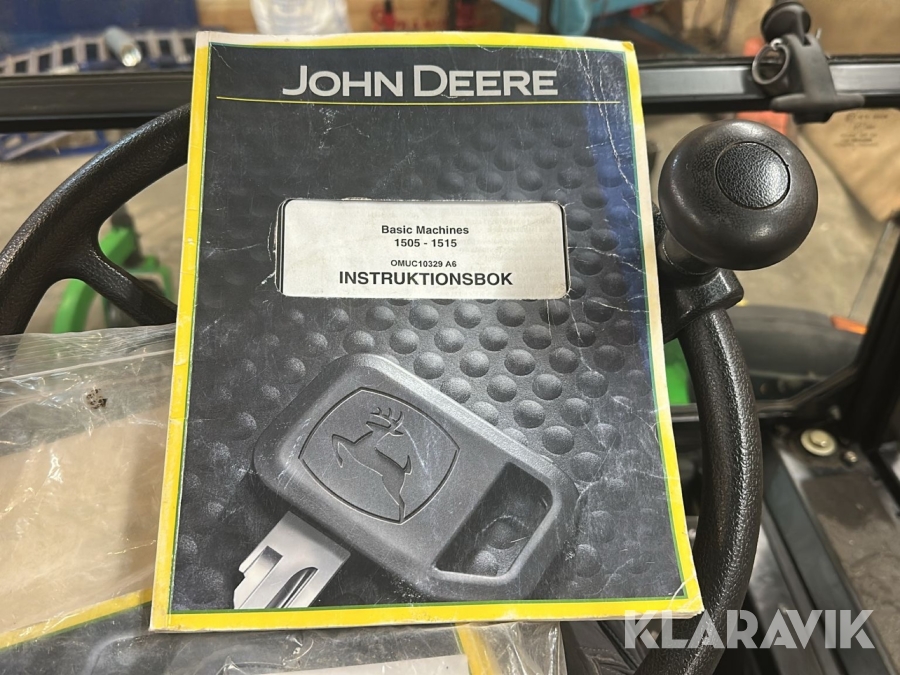 JOHN DEERE
Basic Machines
1505 - 1515
OMUC10329 A6
INSTRUKTIONSBOK
KLARAVIK